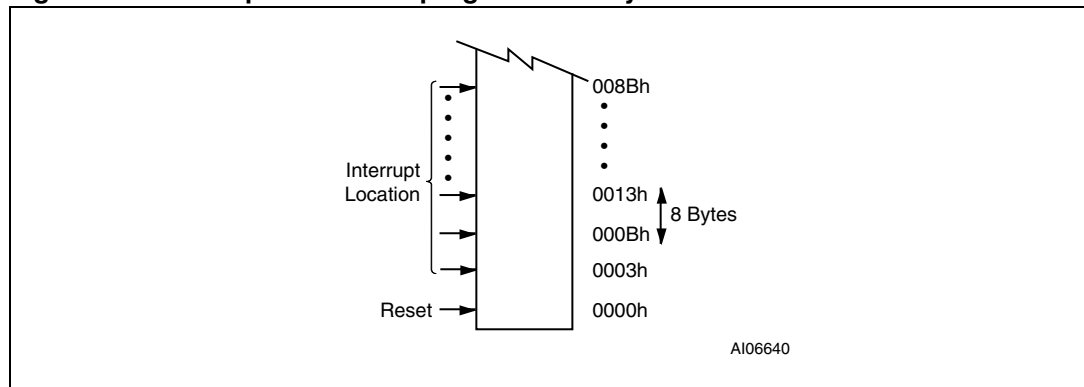 008Bh
Interrupt
Location
0013h
8 Bytes
000Bh
0003h
Reset
0000h
AI06640